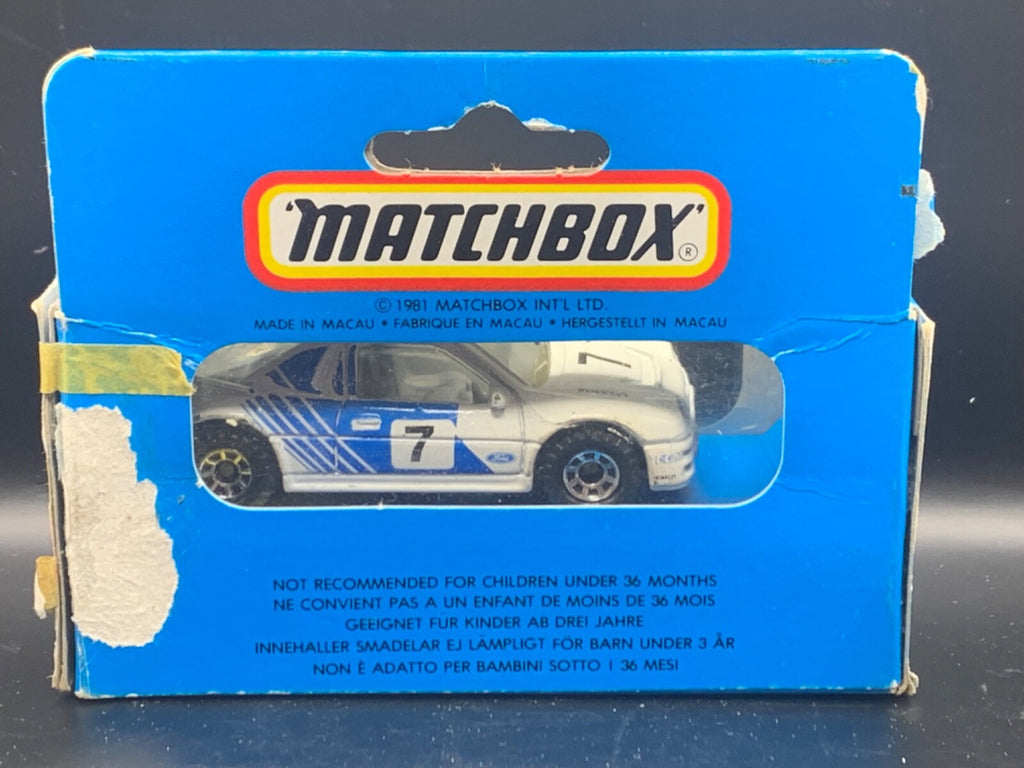 'MATCHBOX'®
© 1981 MATCHBOX INT'L LTD.
MADE IN MACAU • FABRIQUE EN MACAU • HERGESTELLT IN MACAU
7
7
Ford
NOT RECOMMENDED FOR CHILDREN UNDER 36 MONTHS
NE CONVIENT PAS A UN ENFANT DE MOINS DE 36 MOIS
GEEIGNET FUR KINDER AB DREI JAHRE
INNEHALLER SMADELAR EJ LÄMPLIGT FÖR BARN UNDER 3 ÅR
NON È ADATTO PER BAMBINI SOTTO I 36 MESI